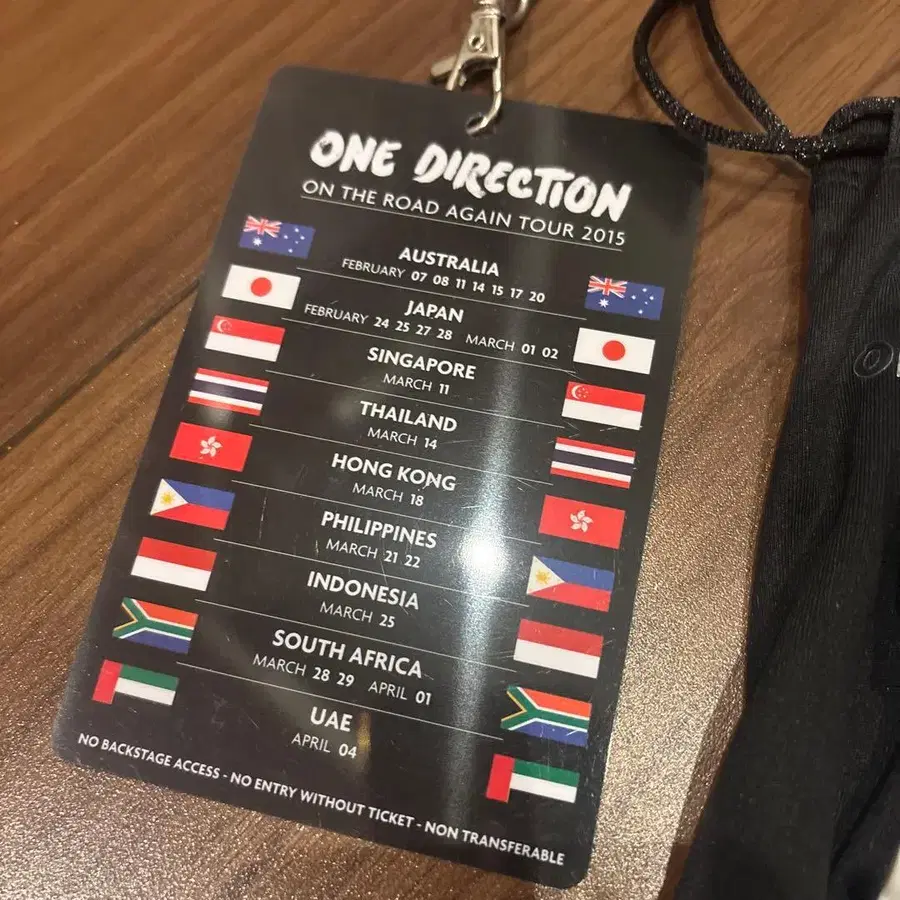 ONE DIRECTION
ON THE ROAD AGAIN TOUR 2015
AUSTRALIA
FEBRUARY 07 08 11 14 15 17 20
JAPAN
FEBRUARY 24 25 27 28 MARCH 01 02
SINGAPORE
MARCH 11
THAILAND
MARCH 14
HONG KONG
MARCH 18
PHILIPPINES
MARCH 21 22
INDONESIA
MARCH 25
SOUTH AFRICA
MARCH 28 29 APRIL 01
UAE
APRIL 04
NO BACKSTAGE ACCESS - NO ENTRY WITHOUT TICKET - NON TRANSFERABLE